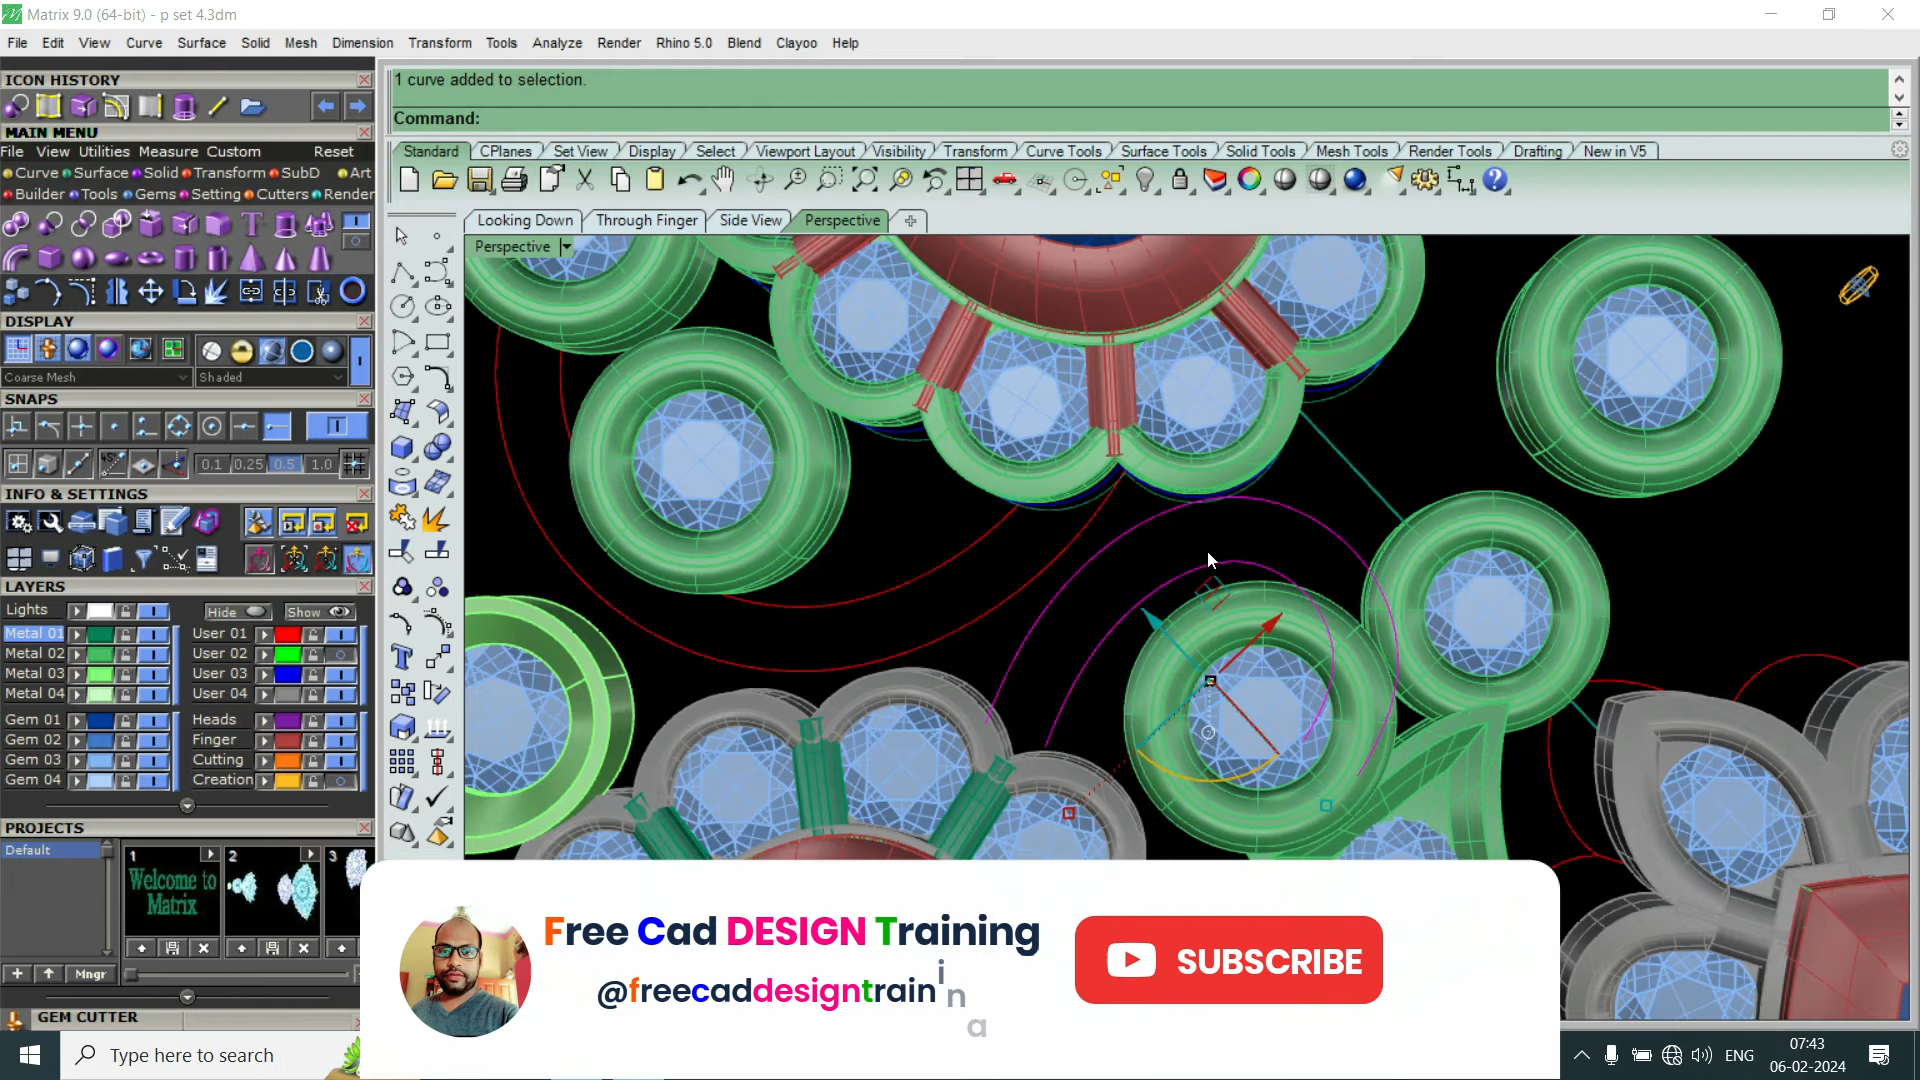 Matrix 9.0 (64-bit) - p set 4.3dm
File Edit View Curve Surface Solid Mesh Dimension Transform Tools Analyze Render Rhino 5.0 Blend Clayoo Help
ICON HISTORY
MAIN MENU
File View Utilities Measure Custom Reset
Curve Surface Solid Transform SubD Art
Builder Tools Gems Setting Cutters Render
DISPLAY
Coarse Mesh Shaded
SNAPS
0.1 0.25 0.5 1.0
INFO & SETTINGS
LAYERS
Lights Hide Show
Metal 01 User 01
Metal 02 User 02
Metal 03 User 03
Metal 04 User 04
Gem 01 Heads
Gem 02 Finger
Gem 03 Cutting
Gem 04 Creation
PROJECTS
Default
1 2 3
Welcome to
Matrix
Mngr
GEM CUTTER
1 curve added to selection.
Command:
Standard CPlanes Set View Display Select Viewport Layout Visibility Transform Curve Tools Surface Tools Solid Tools Mesh Tools Render Tools Drafting New in V5
Looking Down Through Finger Side View Perspective
Perspective
Free Cad DESIGN Training
@freecaddesigntraina
SUBSCRIBE
Type here to search
ENG
07:43
06-02-2024